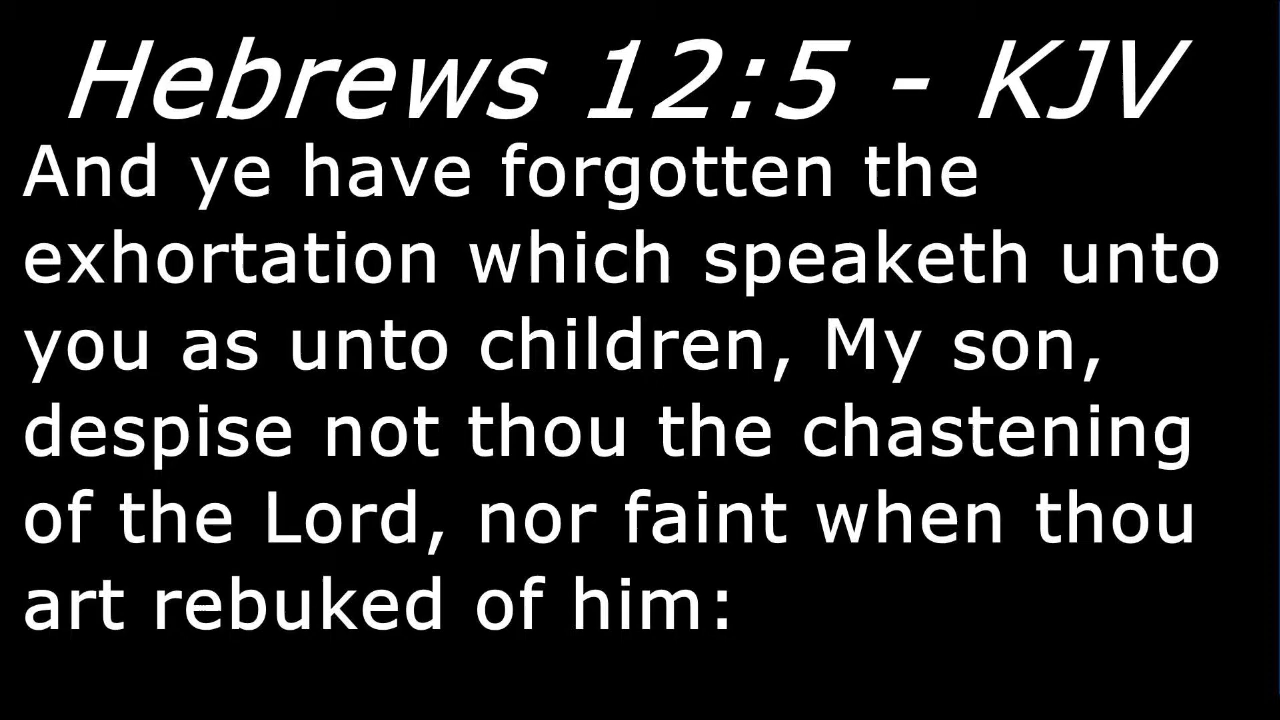 Hebrews 12:5 - KJV
And ye have forgotten the
exhortation which speaketh unto
you as unto children, My son,
despise not thou the chastening
of the Lord, nor faint when thou
art rebuked of him: